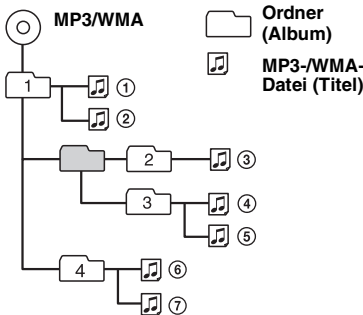 MP3/WMA
Ordner
(Album)
MP3-/WMA-
Datei (Titel)
1
①
②
2
③
3
④
⑤
4
⑥
⑦